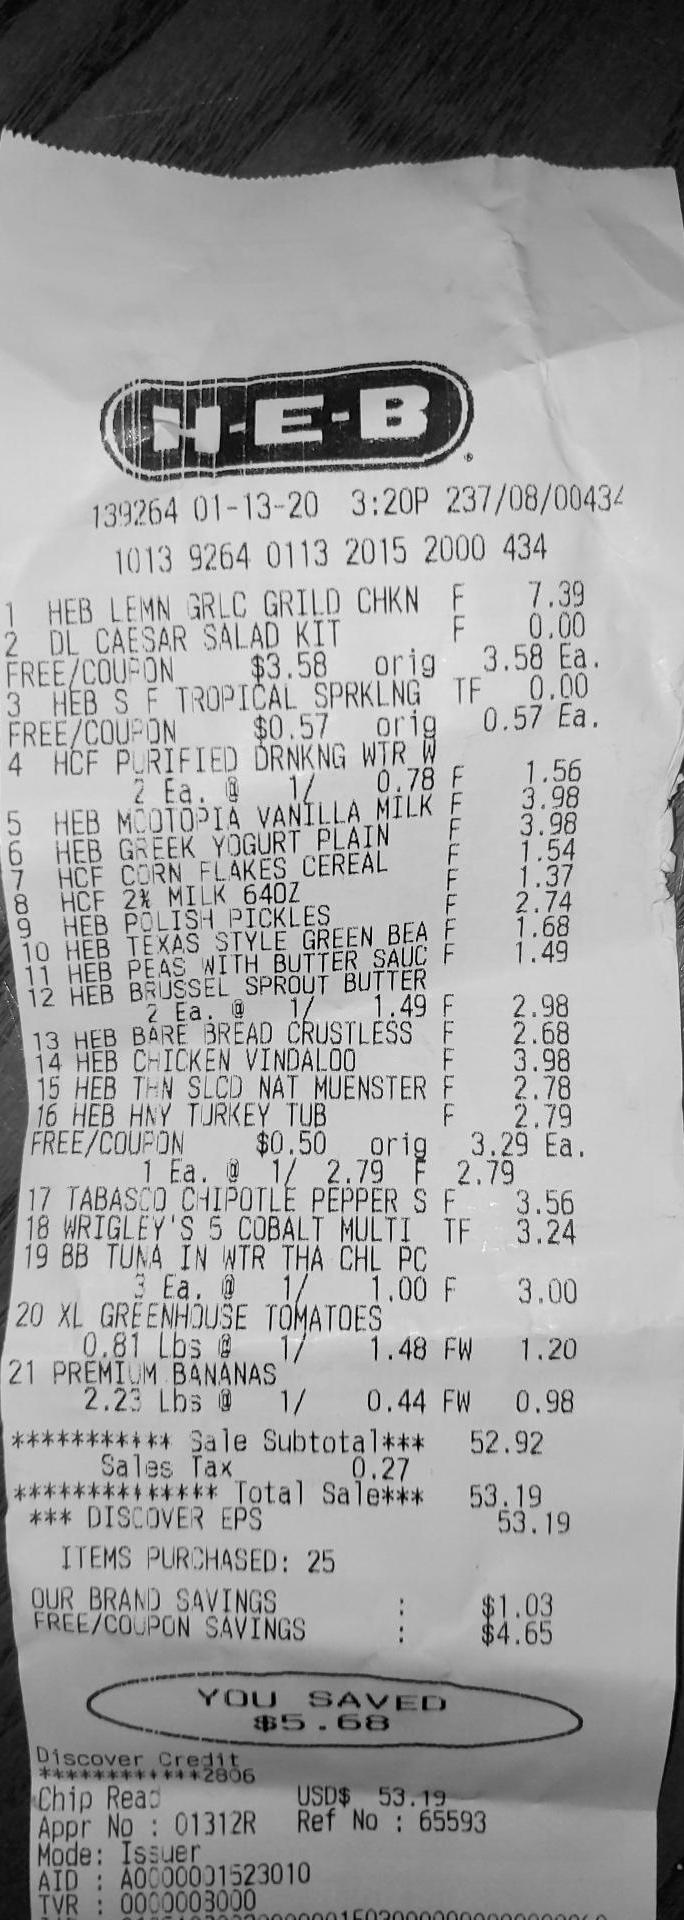 H-E-B
139264 01-13-20 3:20P 237/08/00434
1013 9264 0113 2015 2000 434
1 HEB LEMN GRLC GRILD CHKN F 7.39
2 DL CAESAR SALAD KIT F 0.00
FREE/COUPON $3.58 orig 3.58 Ea.
3 HEB S F TROPICAL SPRKLNG TF 0.00
FREE/COUPON $0.57 orig 0.57 Ea.
4 HCF PURIFIED DRNKNG WTR W
2 Ea. @ 1/ 0.78 F 1.56
5 HEB MOOTOPIA VANILLA MILK F 3.98
6 HEB GREEK YOGURT PLAIN F 3.98
7 HCF CORN FLAKES CEREAL F 1.54
8 HCF 2% MILK 64OZ F 1.37
9 HEB POLISH PICKLES F 2.74
10 HEB TEXAS STYLE GREEN BEA F 1.68
11 HEB PEAS WITH BUTTER SAUC F 1.49
12 HEB BRUSSEL SPROUT BUTTER
2 Ea. @ 1/ 1.49 F 2.98
13 HEB BARE BREAD CRUSTLESS F 2.68
14 HEB CHICKEN VINDALOO F 3.98
15 HEB THN SLCD NAT MUENSTER F 2.78
16 HEB HNY TURKEY TUB F 2.79
FREE/COUPON $0.50 orig 3.29 Ea.
1 Ea. @ 1/ 2.79 F 2.79
17 TABASCO CHIPOTLE PEPPER S F 3.56
18 WRIGLEY'S 5 COBALT MULTI TF 3.24
19 BB TUNA IN WTR THA CHL PC
3 Ea. @ 1/ 1.00 F 3.00
20 XL GREENHOUSE TOMATOES
0.81 Lbs @ 1/ 1.48 FW 1.20
21 PREMIUM BANANAS
2.23 Lbs @ 1/ 0.44 FW 0.98
*********** Sale Subtotal*** 52.92
Sales Tax 0.27
************** Total Sale*** 53.19
*** DISCOVER EPS 53.19
ITEMS PURCHASED: 25
OUR BRAND SAVINGS : $1.03
FREE/COUPON SAVINGS : $4.65
YOU SAVED
$5.68
Discover Credit
************2806
Chip Read USD$ 53.19
Appr No : 01312R Ref No : 65593
Mode: Issuer
AID : A0000001523010
TVR : 0000003000